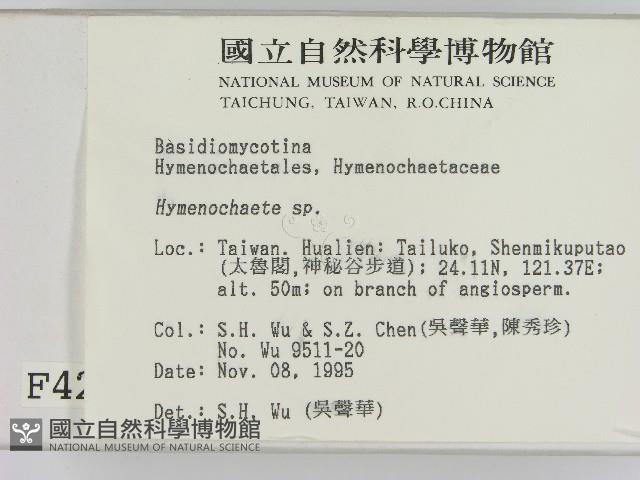 國立自然科學博物館
NATIONAL MUSEUM OF NATURAL SCIENCE
TAICHUNG, TAIWAN, R.O.CHINA
Basidiomycotina
Hymenochaetales, Hymenochaetaceae
Hymenochaete sp.
Loc.: Taiwan. Hualien: Tailuko, Shenmikuputao
(太魯閣,神秘谷步道); 24.11N, 121.37E;
alt. 50m; on branch of angiosperm.
Col.: S.H. Wu & S.Z. Chen(吳聲華,陳秀珍)
No. Wu 9511-20
Date: Nov. 08, 1995
F42
Det.: S.H. Wu (吳聲華)
國立自然科學博物館
NATIONAL MUSEUM OF NATURAL SCIENCE